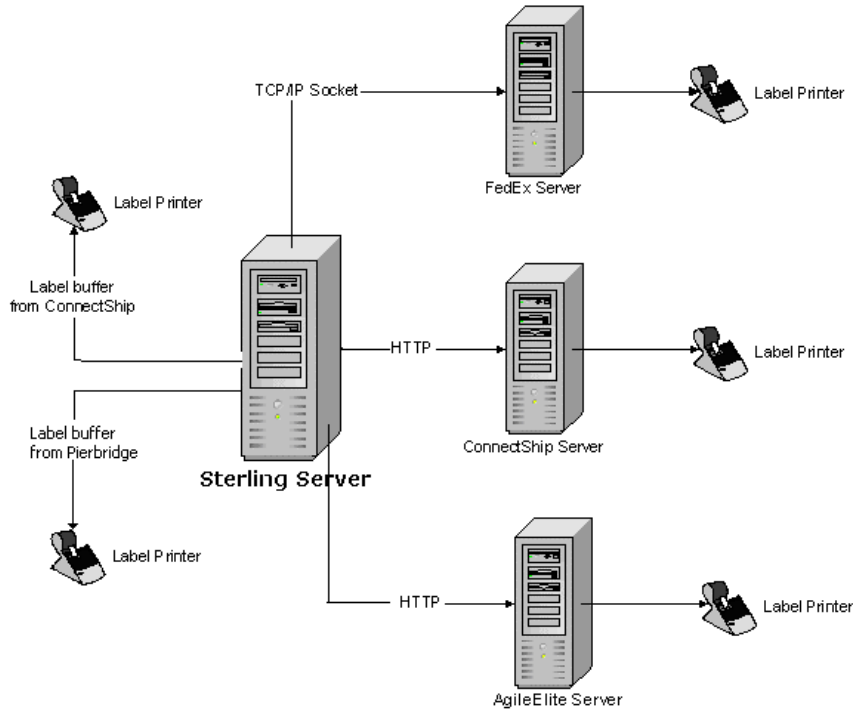 TCP/IP Socket
Label Printer
FedEx Server
Label Printer
Label buffer
from ConnectShip
HTTP
Label Printer
Label buffer
from Pierbridge
ConnectShip Server
Sterling Server
Label Printer
HTTP
Label Printer
AgileElite Server